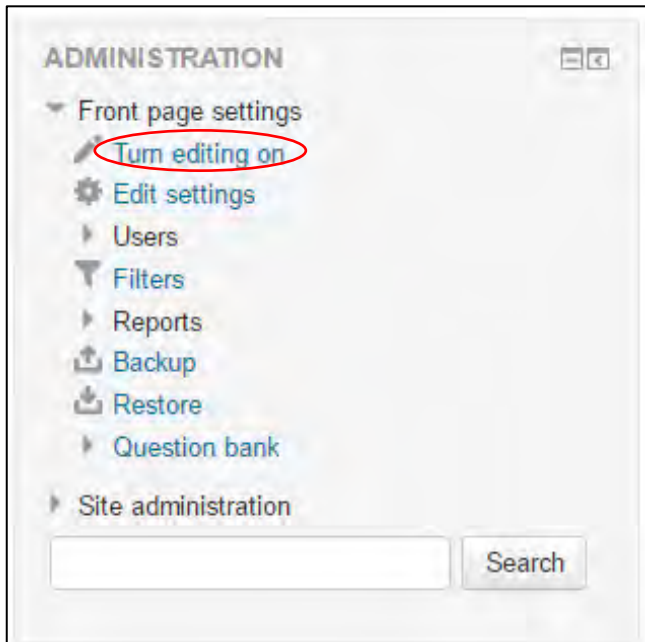 ADMINISTRATION
Front page settings
Turn editing on
Edit settings
Users
Filters
Reports
Backup
Restore
Question bank
Site administration
Search